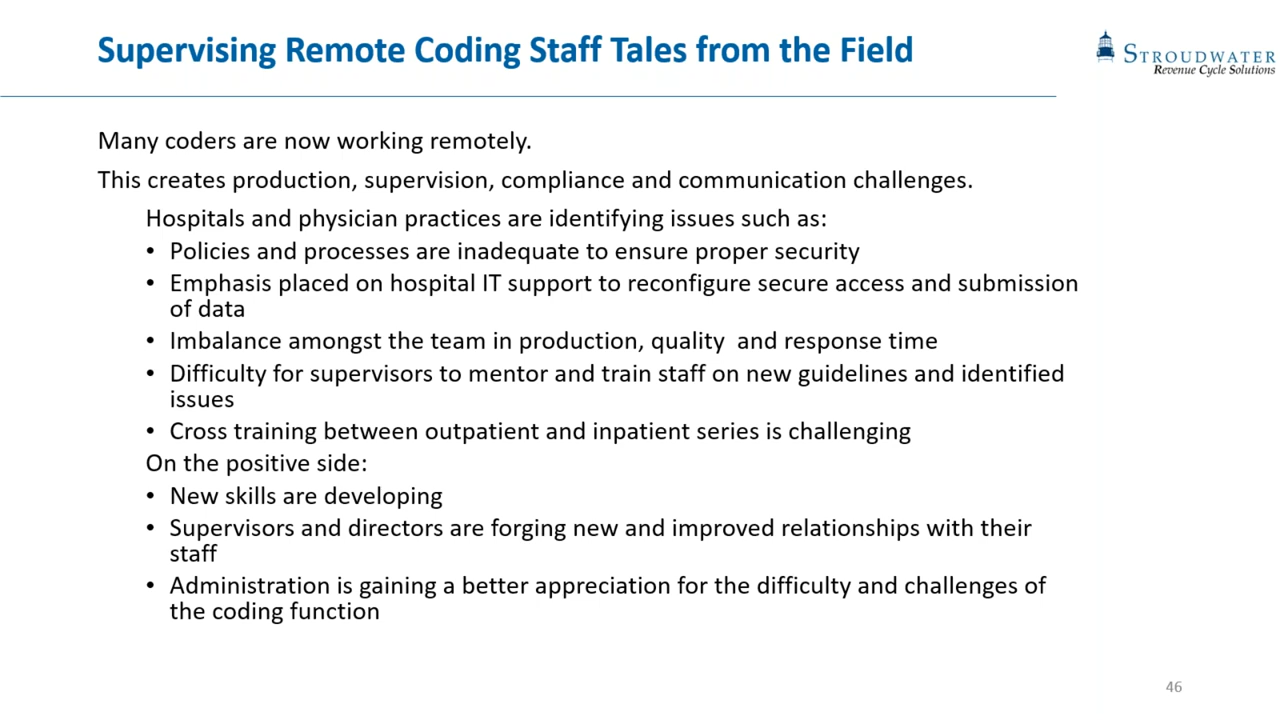 Supervising Remote Coding Staff Tales from the Field
STROUDWATER
Revenue Cycle Solutions
Many coders are now working remotely.
This creates production, supervision, compliance and communication challenges.
Hospitals and physician practices are identifying issues such as:
• Policies and processes are inadequate to ensure proper security
• Emphasis placed on hospital IT support to reconfigure secure access and submission
of data
• Imbalance amongst the team in production, quality  and response time
• Difficulty for supervisors to mentor and train staff on new guidelines and identified
issues
• Cross training between outpatient and inpatient series is challenging
On the positive side:
• New skills are developing
• Supervisors and directors are forging new and improved relationships with their
staff
• Administration is gaining a better appreciation for the difficulty and challenges of
the coding function
46